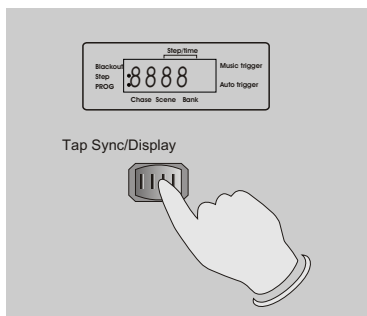 Step/time
Blackout
Music trigger
Step
8888
PROG
Auto trigger
Chase Scene Bank
Tap Sync/Display